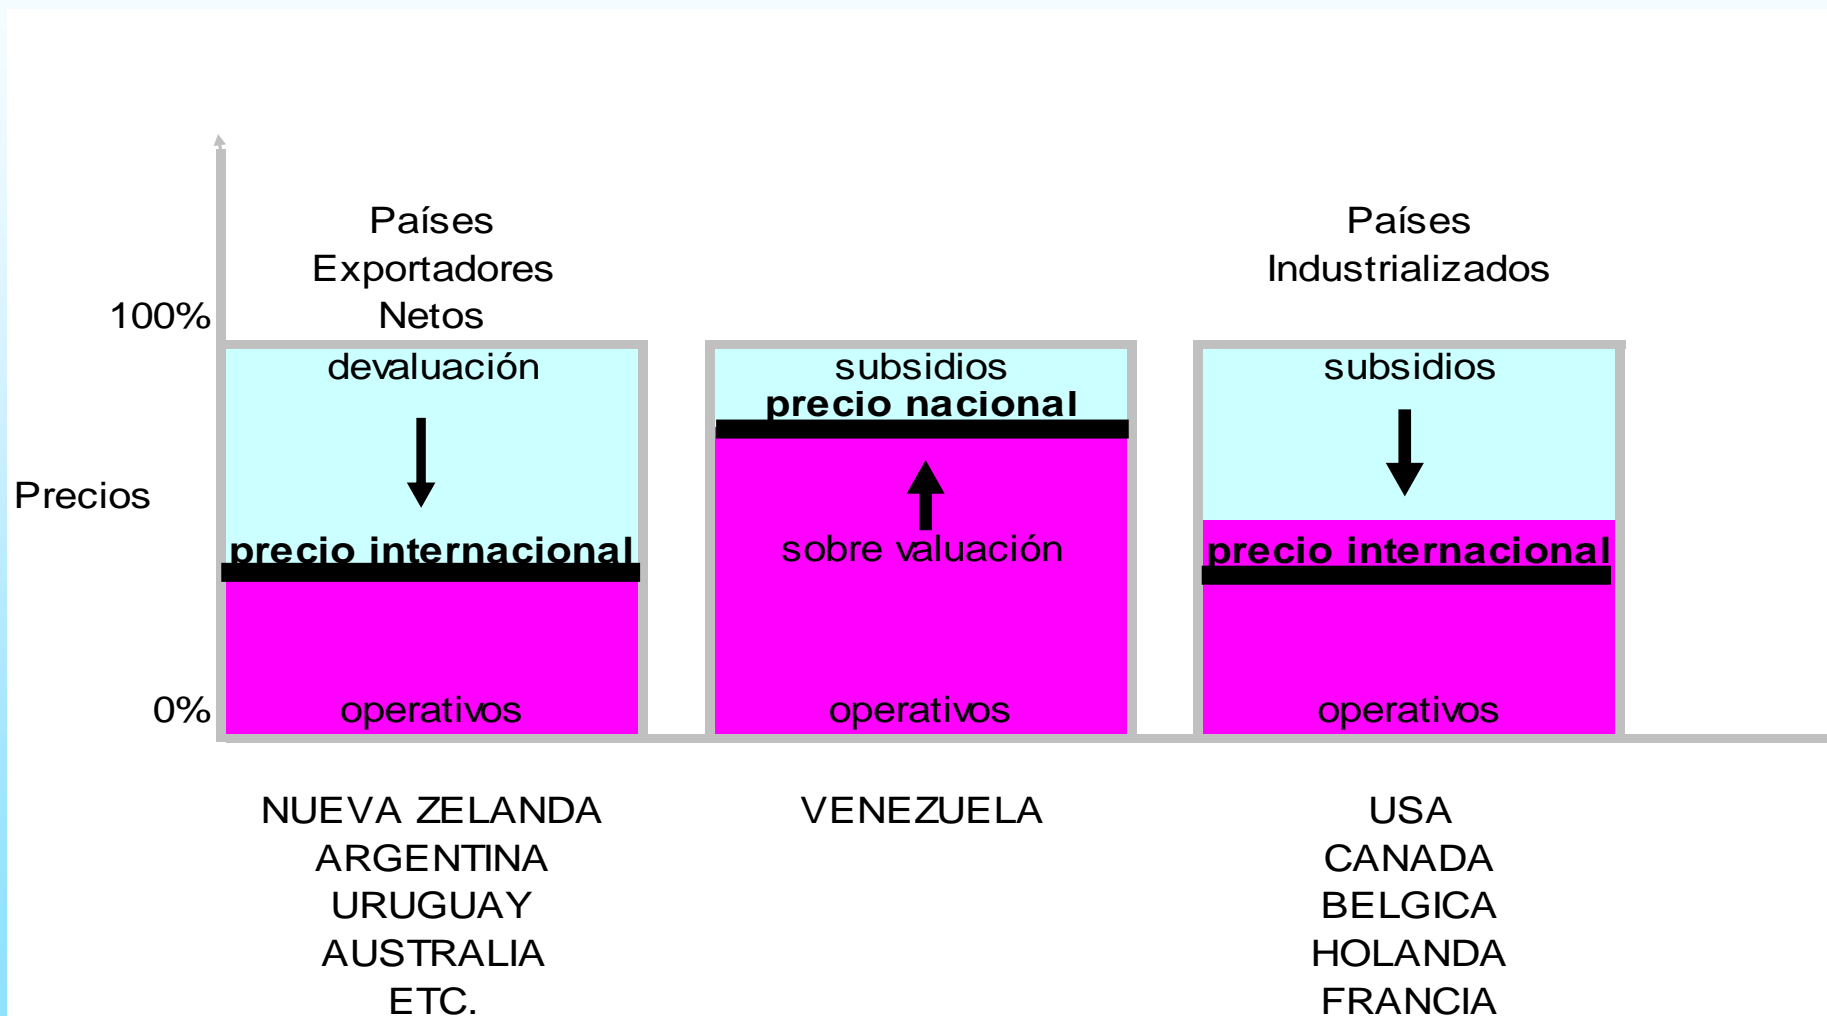 Países
Exportadores
Netos
Países
Industrializados
100%
devaluación
subsidios
precio nacional
subsidios
Precios
precio internacional
sobre valuación
precio internacional
0%
operativos
operativos
operativos
NUEVA ZELANDA
ARGENTINA
URUGUAY
AUSTRALIA
ETC.
VENEZUELA
USA
CANADA
BELGICA
HOLANDA
FRANCIA